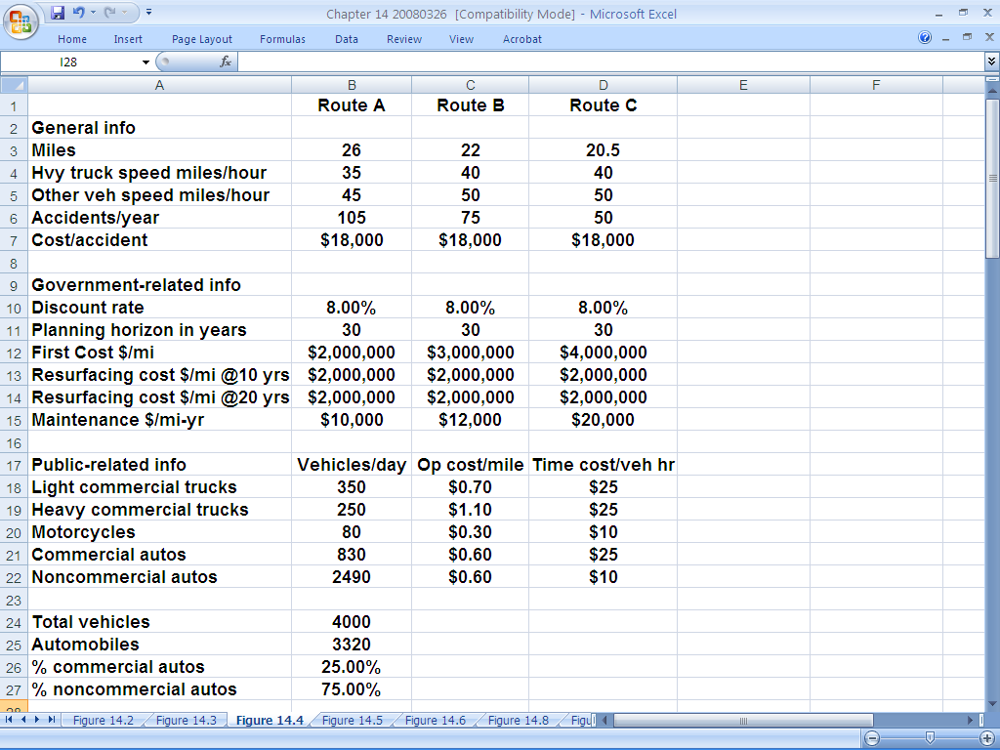 Chapter 14 20080326 [Compatibility Mode] - Microsoft Excel
Home Insert Page Layout Formulas Data Review View Acrobat
I28 fx
A B C D E F
1 Route A Route B Route C
2 General info
3 Miles 26 22 20.5
4 Hvy truck speed miles/hour 35 40 40
5 Other veh speed miles/hour 45 50 50
6 Accidents/year 105 75 50
7 Cost/accident $18,000 $18,000 $18,000
8
9 Government-related info
10 Discount rate 8.00% 8.00% 8.00%
11 Planning horizon in years 30 30 30
12 First Cost $/mi $2,000,000 $3,000,000 $4,000,000
13 Resurfacing cost $/mi @10 yrs $2,000,000 $2,000,000 $2,000,000
14 Resurfacing cost $/mi @20 yrs $2,000,000 $2,000,000 $2,000,000
15 Maintenance $/mi-yr $10,000 $12,000 $20,000
16
17 Public-related info Vehicles/day Op cost/mile Time cost/veh hr
18 Light commercial trucks 350 $0.70 $25
19 Heavy commercial trucks 250 $1.10 $25
20 Motorcycles 80 $0.30 $10
21 Commercial autos 830 $0.60 $25
22 Noncommercial autos 2490 $0.60 $10
23
24 Total vehicles 4000
25 Automobiles 3320
26 % commercial autos 25.00%
27 % noncommercial autos 75.00%
28
Figure 14.2 Figure 14.3 Figure 14.4 Figure 14.5 Figure 14.6 Figure 14.8 Figu